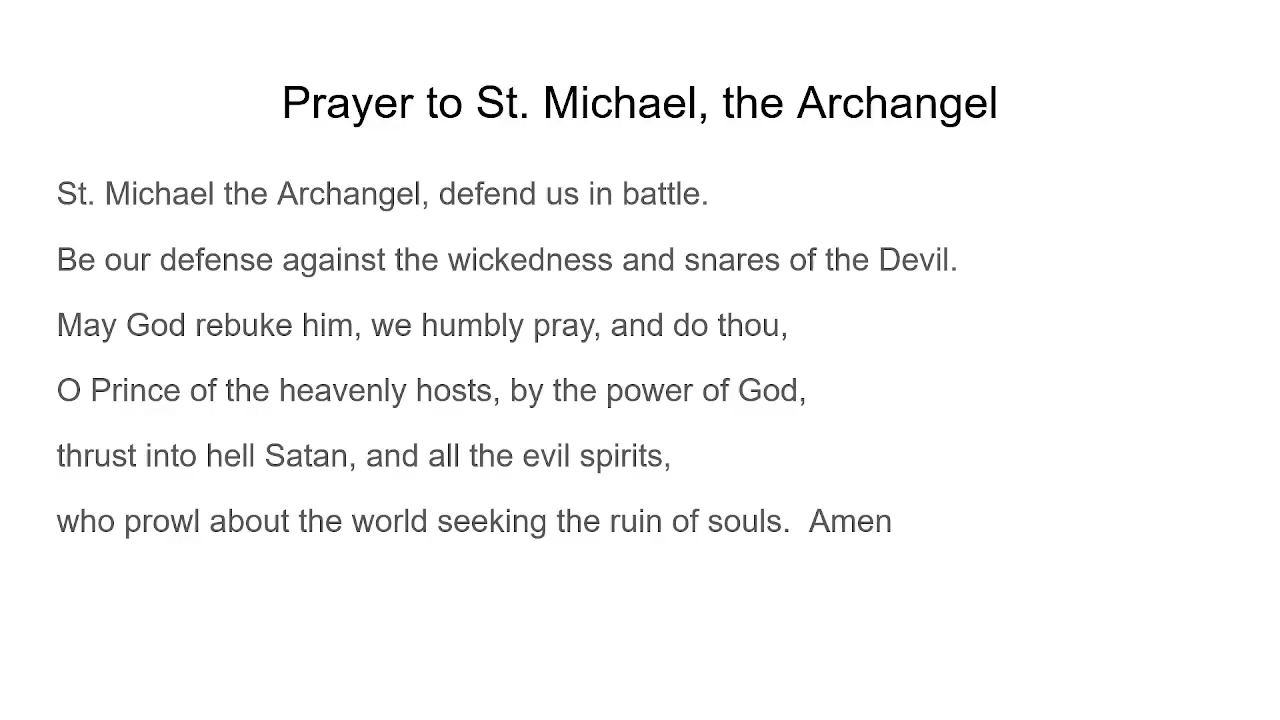 Prayer to St. Michael, the Archangel
St. Michael the Archangel, defend us in battle.
Be our defense against the wickedness and snares of the Devil.
May God rebuke him, we humbly pray, and do thou,
O Prince of the heavenly hosts, by the power of God,
thrust into hell Satan, and all the evil spirits,
who prowl about the world seeking the ruin of souls.  Amen